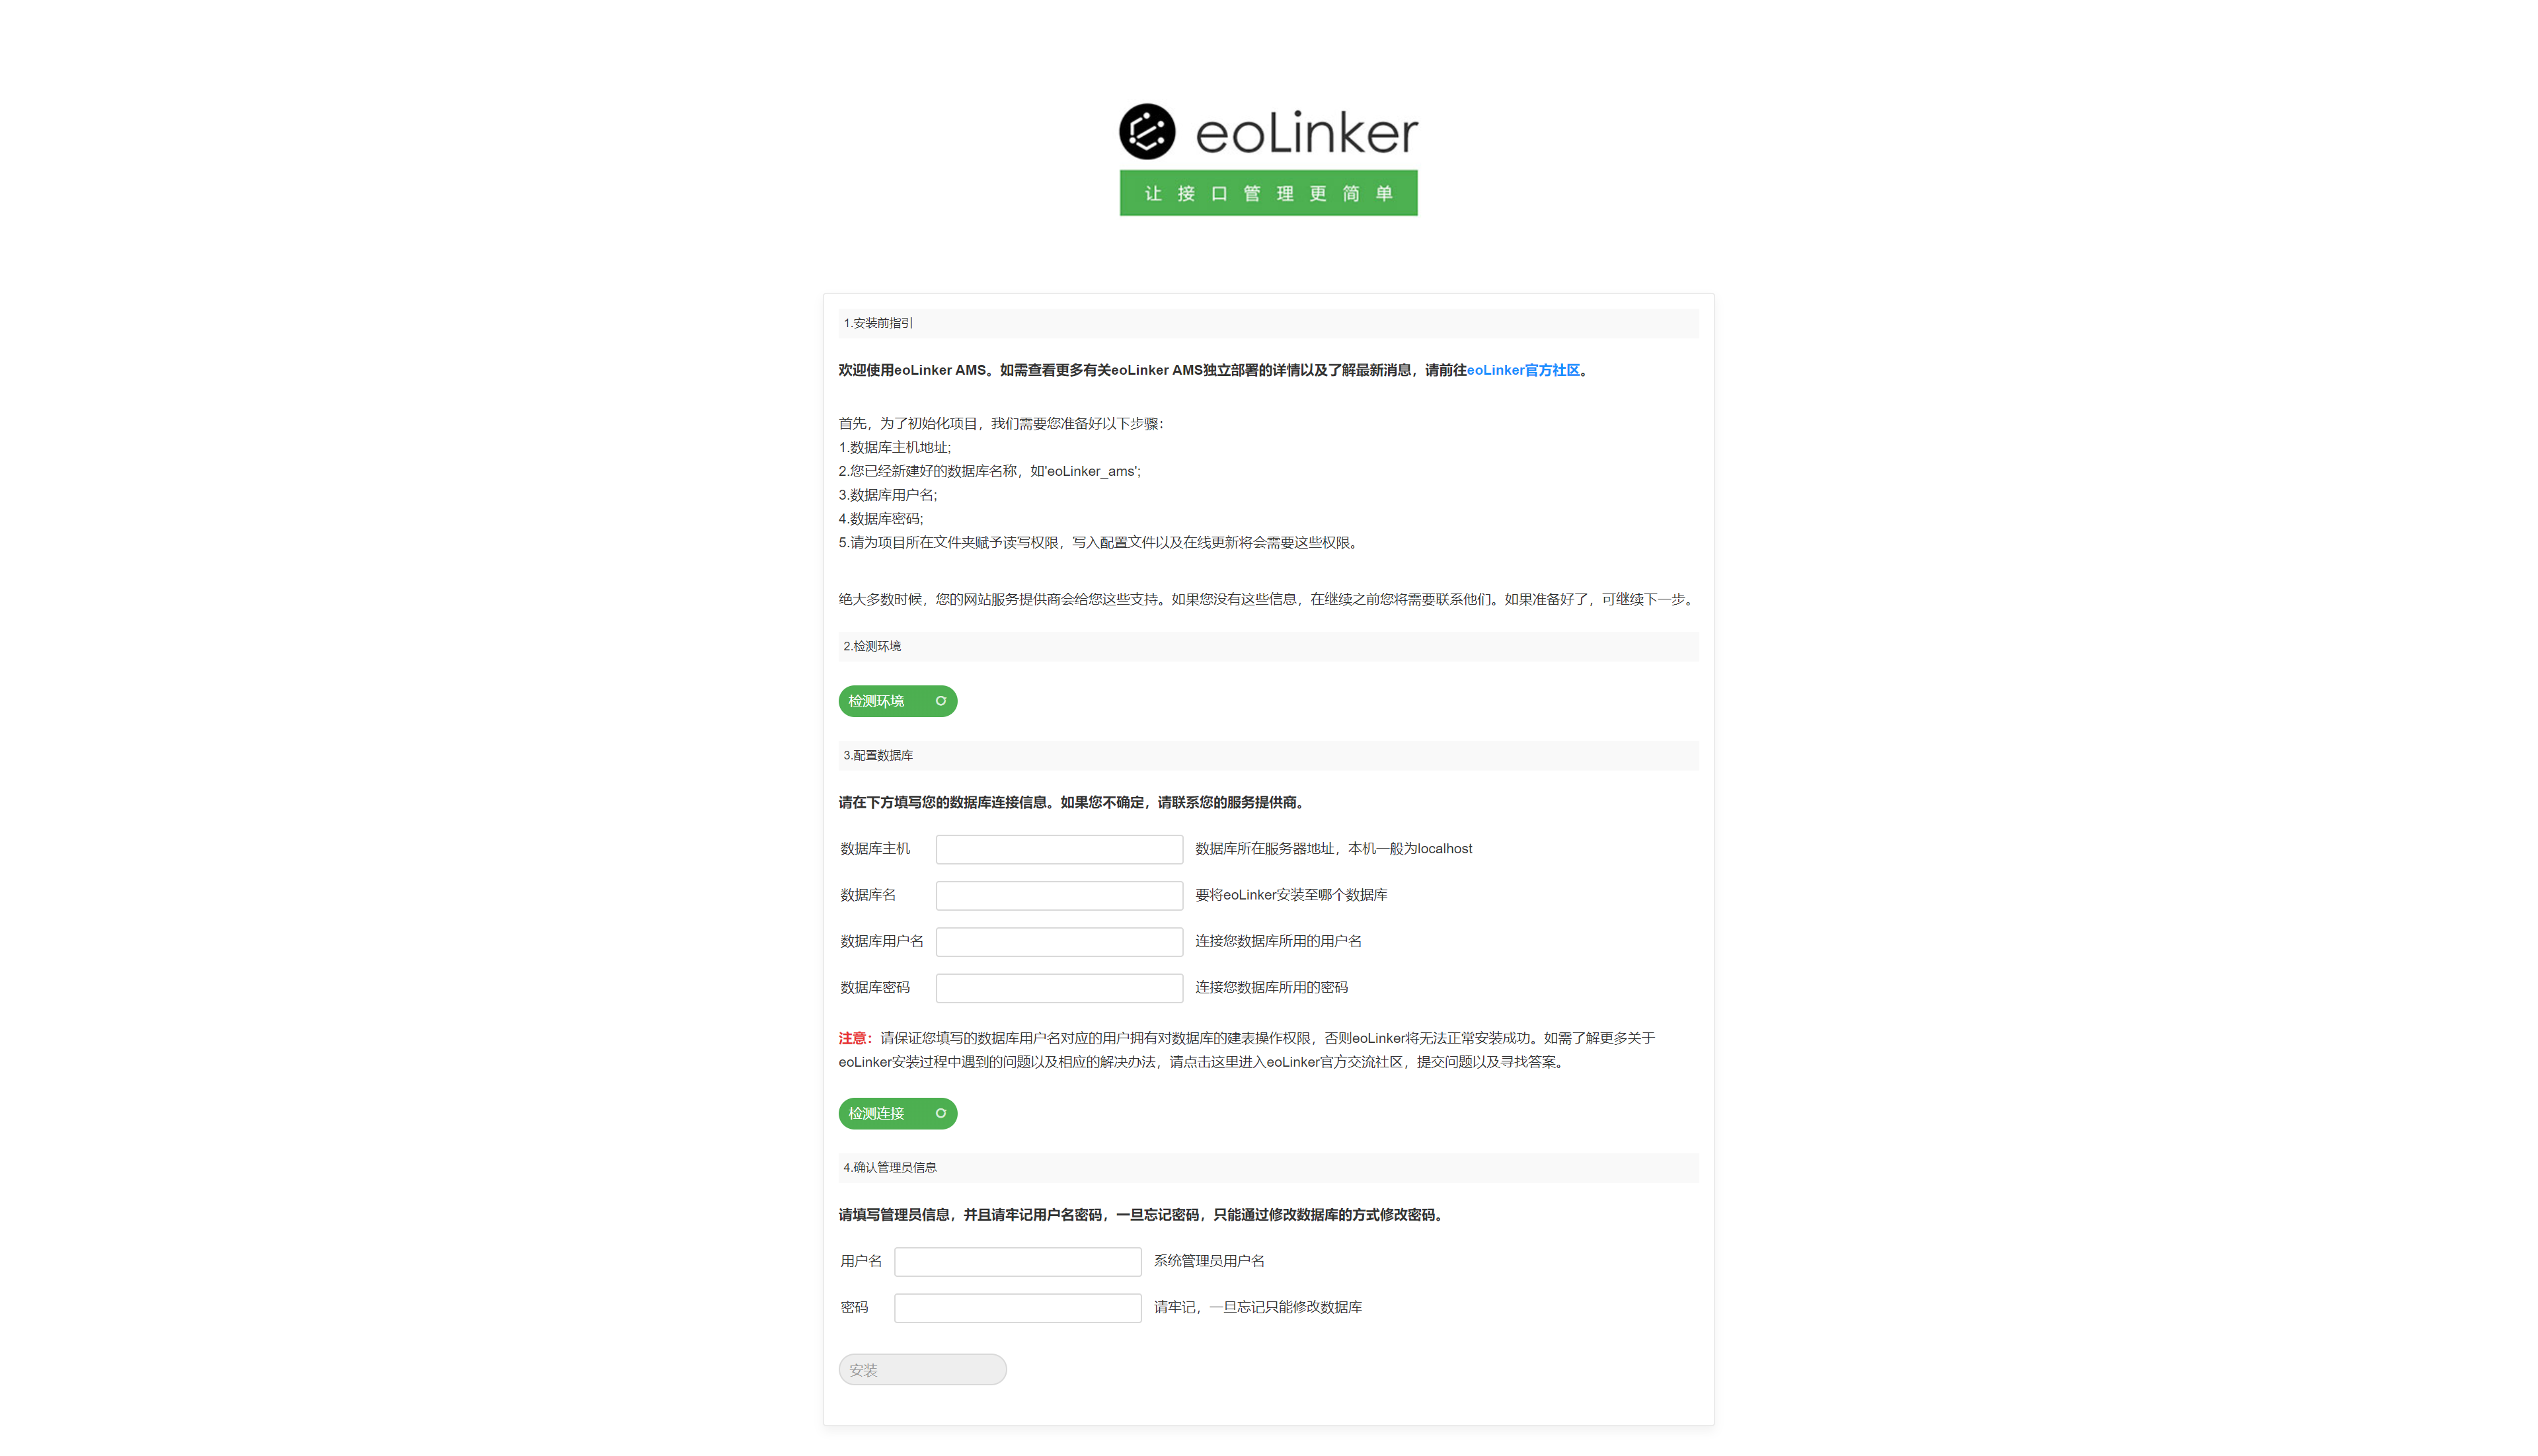 eoLinker
让接口管理更简单
1.安装前指引
欢迎使用eoLinker AMS。如需查看更多有关eoLinker AMS独立部署的详情以及了解最新消息，请前往eoLinker官方社区。
首先，为了初始化项目，我们需要您准备好以下步骤：
1.数据库主机地址;
2.您已经新建好的数据库名称，如'eoLinker_ams';
3.数据库用户名;
4.数据库密码;
5.请为项目所在文件夹赋予读写权限，写入配置文件以及在线更新将会需要这些权限。
绝大多数时候，您的网站服务提供商会给您这些支持。如果您没有这些信息，在继续之前您将需要联系他们。如果准备好了，可继续下一步。
2.检测环境
检测环境
3.配置数据库
请在下方填写您的数据库连接信息。如果您不确定，请联系您的服务提供商。
数据库主机 数据库所在服务器地址，本机一般为localhost
数据库名 要将eoLinker安装至哪个数据库
数据库用户名 连接您数据库所用的用户名
数据库密码 连接您数据库所用的密码
注意：请保证您填写的数据库用户名对应的用户拥有对数据库的建表操作权限，否则eoLinker将无法正常安装成功。如需了解更多关于
eoLinker安装过程中遇到的问题以及相应的解决办法，请点击这里进入eoLinker官方交流社区，提交问题以及寻找答案。
检测连接
4.确认管理员信息
请填写管理员信息，并且请牢记用户名密码，一旦忘记密码，只能通过修改数据库的方式修改密码。
用户名 系统管理员用户名
密码 请牢记，一旦忘记只能修改数据库
安装